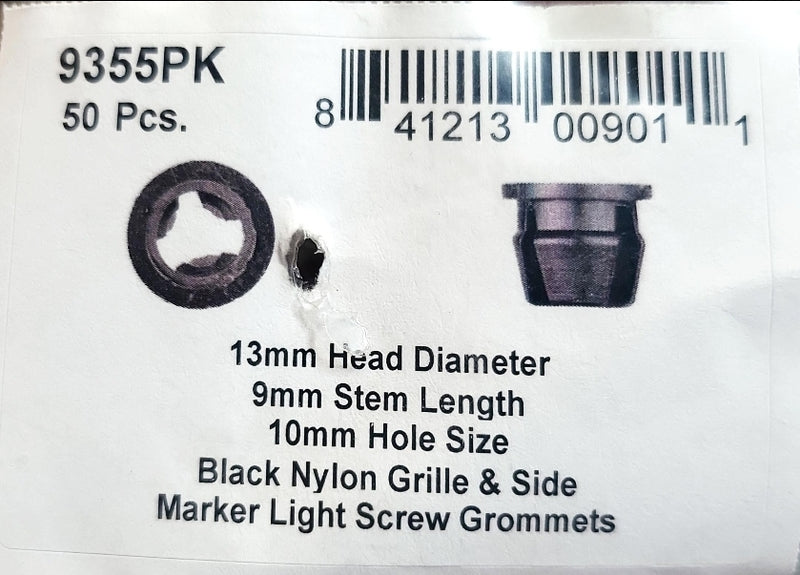 9355PK
50 Pcs.
8 41213 00901 1
13mm Head Diameter
9mm Stem Length
10mm Hole Size
Black Nylon Grille & Side
Marker Light Screw Grommets